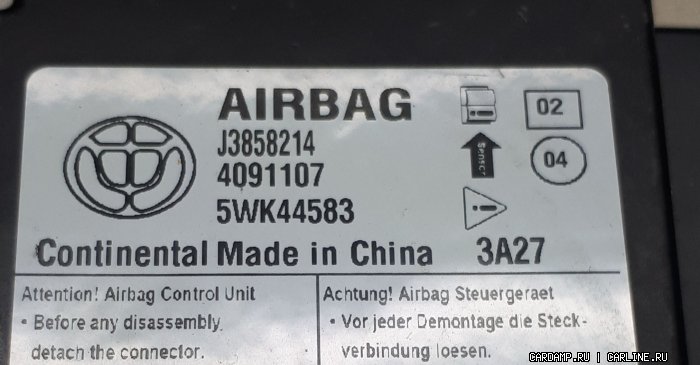 AIRBAG
J3858214
4091107
5WK44583
02
Sensor
04
Continental Made in China 3A27
Attention! Airbag Control Unit
• Before any disassembly,
detach the connector.
Achtung! Airbag Steuergeraet
• Vor jeder Demontage die Steck-
verbindung loesen.
CARDAMP.RU | CARLINE.RU